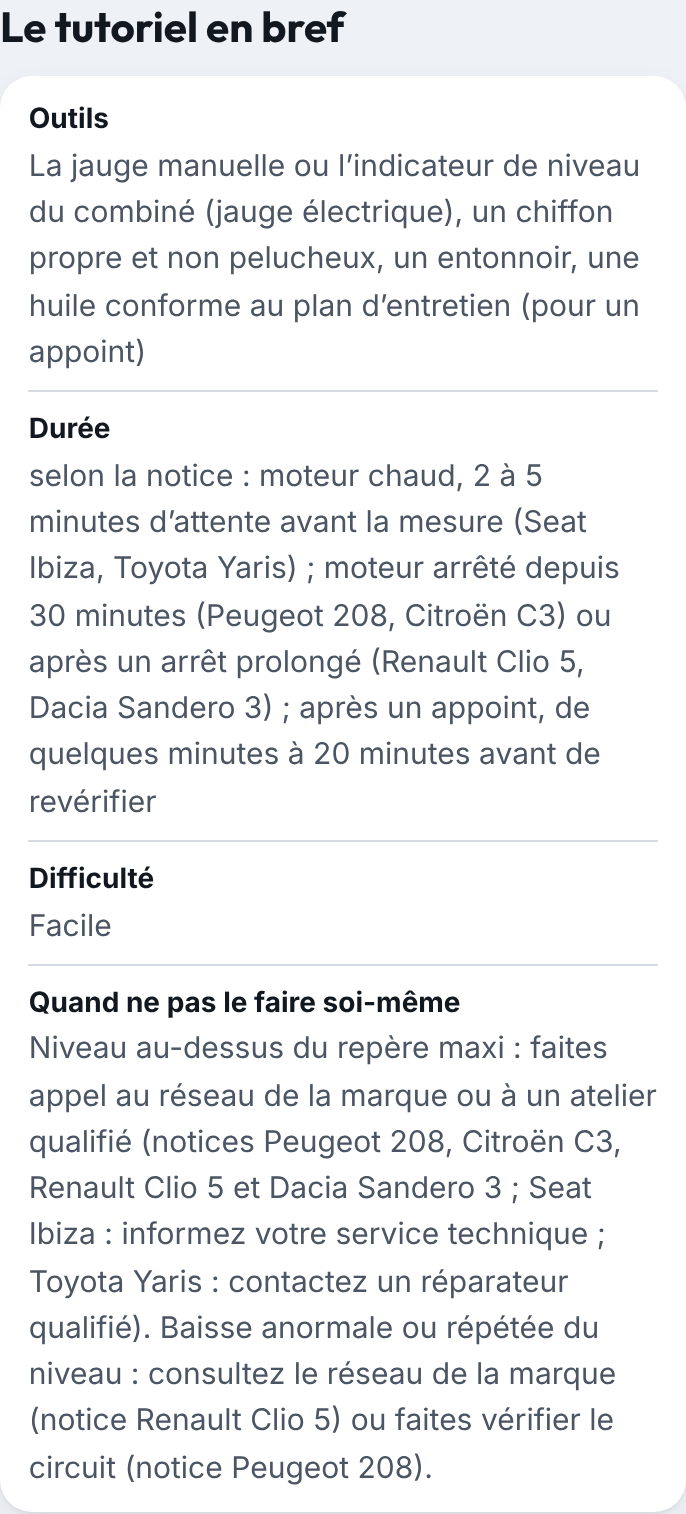 Le tutoriel en bref
Outils
La jauge manuelle ou l’indicateur de niveau
du combiné (jauge électrique), un chiffon
propre et non pelucheux, un entonnoir, une
huile conforme au plan d’entretien (pour un
appoint)
Durée
selon la notice : moteur chaud, 2 à 5
minutes d’attente avant la mesure (Seat
Ibiza, Toyota Yaris) ; moteur arrêté depuis
30 minutes (Peugeot 208, Citroën C3) ou
après un arrêt prolongé (Renault Clio 5,
Dacia Sandero 3) ; après un appoint, de
quelques minutes à 20 minutes avant de
revérifier
Difficulté
Facile
Quand ne pas le faire soi-même
Niveau au-dessus du repère maxi : faites
appel au réseau de la marque ou à un atelier
qualifié (notices Peugeot 208, Citroën C3,
Renault Clio 5 et Dacia Sandero 3 ; Seat
Ibiza : informez votre service technique ;
Toyota Yaris : contactez un réparateur
qualifié). Baisse anormale ou répétée du
niveau : consultez le réseau de la marque
(notice Renault Clio 5) ou faites vérifier le
circuit (notice Peugeot 208).